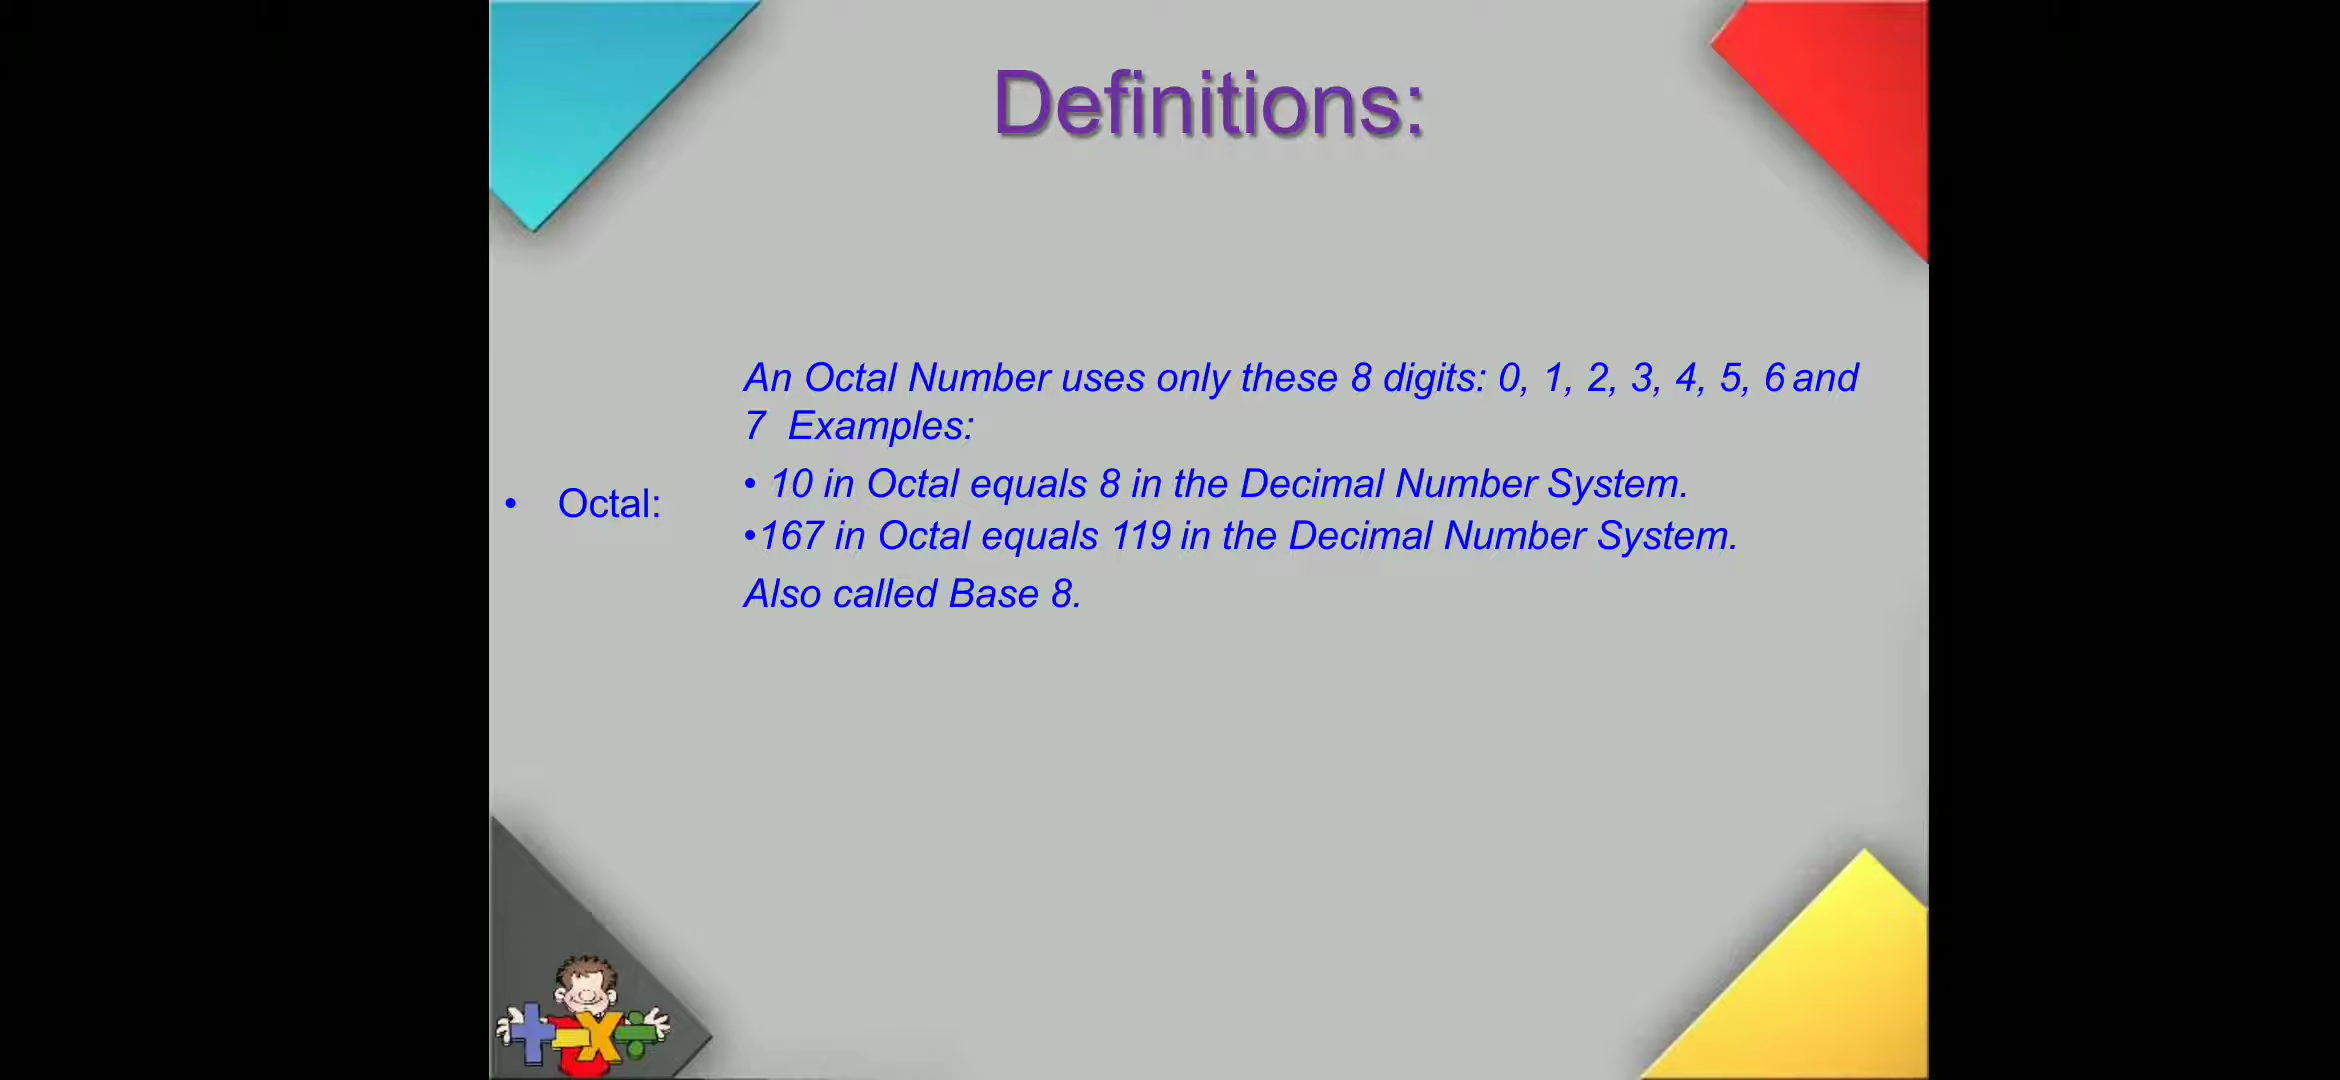 Definitions:
An Octal Number uses only these 8 digits: 0, 1, 2, 3, 4, 5, 6 and
7 Examples:
• 10 in Octal equals 8 in the Decimal Number System.
• Octal:
•167 in Octal equals 119 in the Decimal Number System.
Also called Base 8.